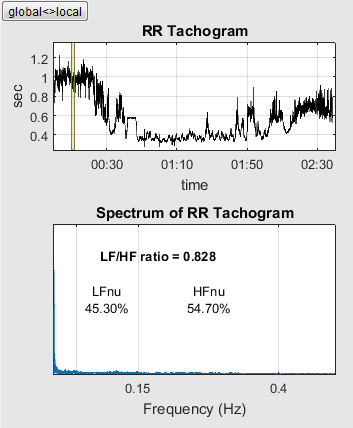 global<>local
RR Tachogram
1.2
1
0.8
0.6
0.4
sec
00:30
01:10
01:50
02:30
time
Spectrum of RR Tachogram
LF/HF ratio = 0.828
LFnu
HFnu
45.30%
54.70%
0.15
0.4
Frequency (Hz)